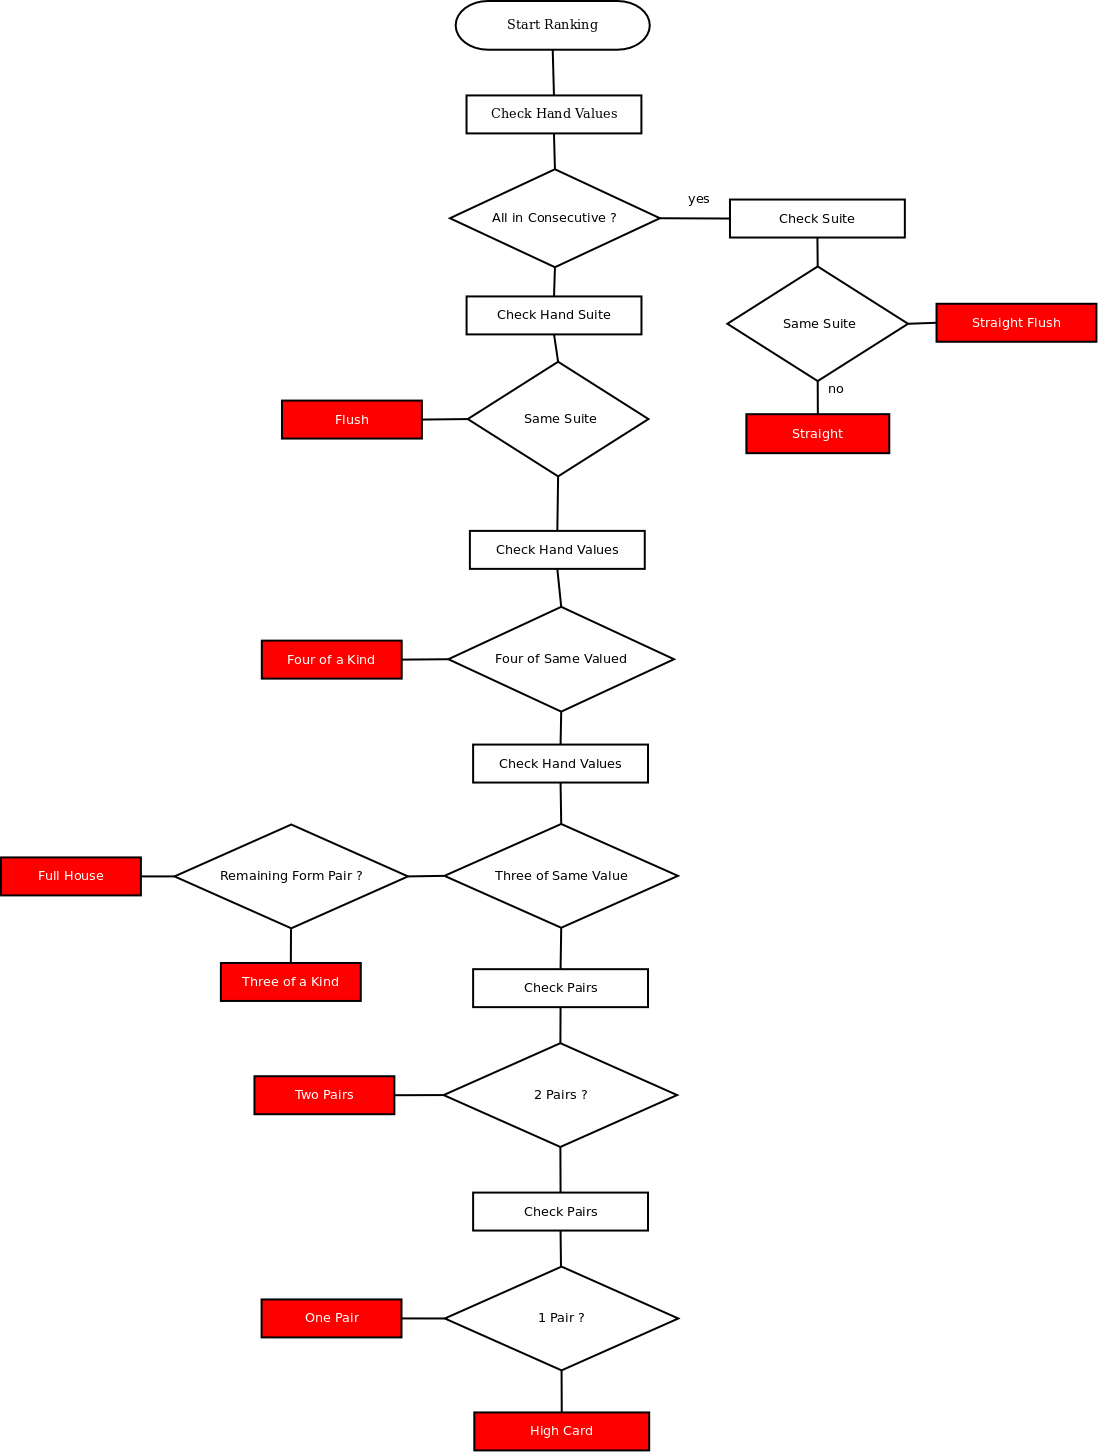 Start Ranking
Check Hand Values
All in Consecutive ?
yes
Check Suite
Check Hand Suite
Same Suite
Straight Flush
no
Straight
Flush
Same Suite
Check Hand Values
Four of a Kind
Four of Same Valued
Check Hand Values
Full House
Remaining Form Pair ?
Three of Same Value
Three of a Kind
Check Pairs
Two Pairs
2 Pairs ?
Check Pairs
One Pair
1 Pair ?
High Card